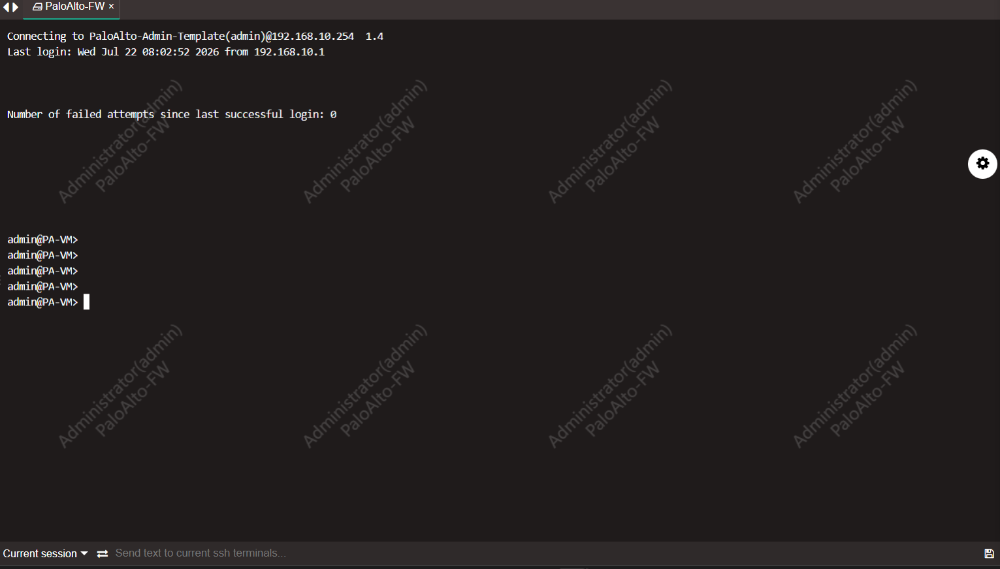 PaloAlto-FW ×
Connecting to PaloAlto-Admin-Template(admin)@192.168.10.254  1.4
Last login: Wed Jul 22 08:02:52 2026 from 192.168.10.1
Number of failed attempts since last successful login: 0
Administrator(admin)
PaloAlto-FW
Administrator(admin)
PaloAlto-FW
Administrator(admin)
PaloAlto-FW
Administrator(admin)
PaloAlto-FW
admin@PA-VM>
admin@PA-VM>
admin@PA-VM>
admin@PA-VM>
admin@PA-VM>
Administrator(admin)
PaloAlto-FW
Administrator(admin)
PaloAlto-FW
Administrator(admin)
PaloAlto-FW
Administrator(admin)
PaloAlto-FW
Current session Send text to current ssh terminals...